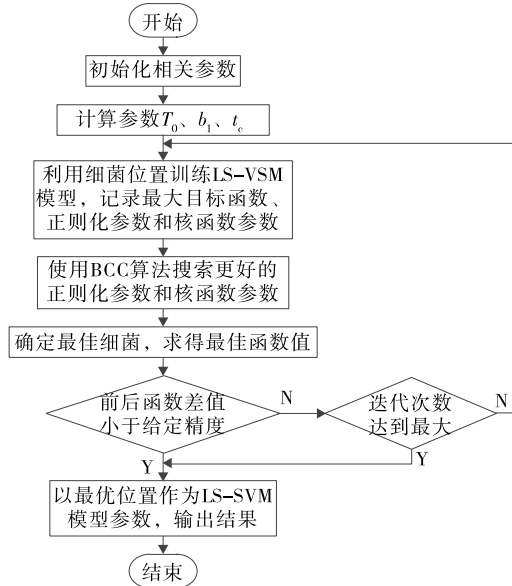 开始
初始化相关参数
计算参数T0、b1、tc
利用细菌位置训练LS-VSM
模型，记录最大目标函数、
正则化参数和核函数参数
使用BCC算法搜索更好的
正则化参数和核函数参数
确定最佳细菌，求得最佳函数值
前后函数差值
小于给定精度
N
迭代次数
达到最大
N
Y
Y
以最优位置作为LS-SVM
模型参数，输出结果
结束